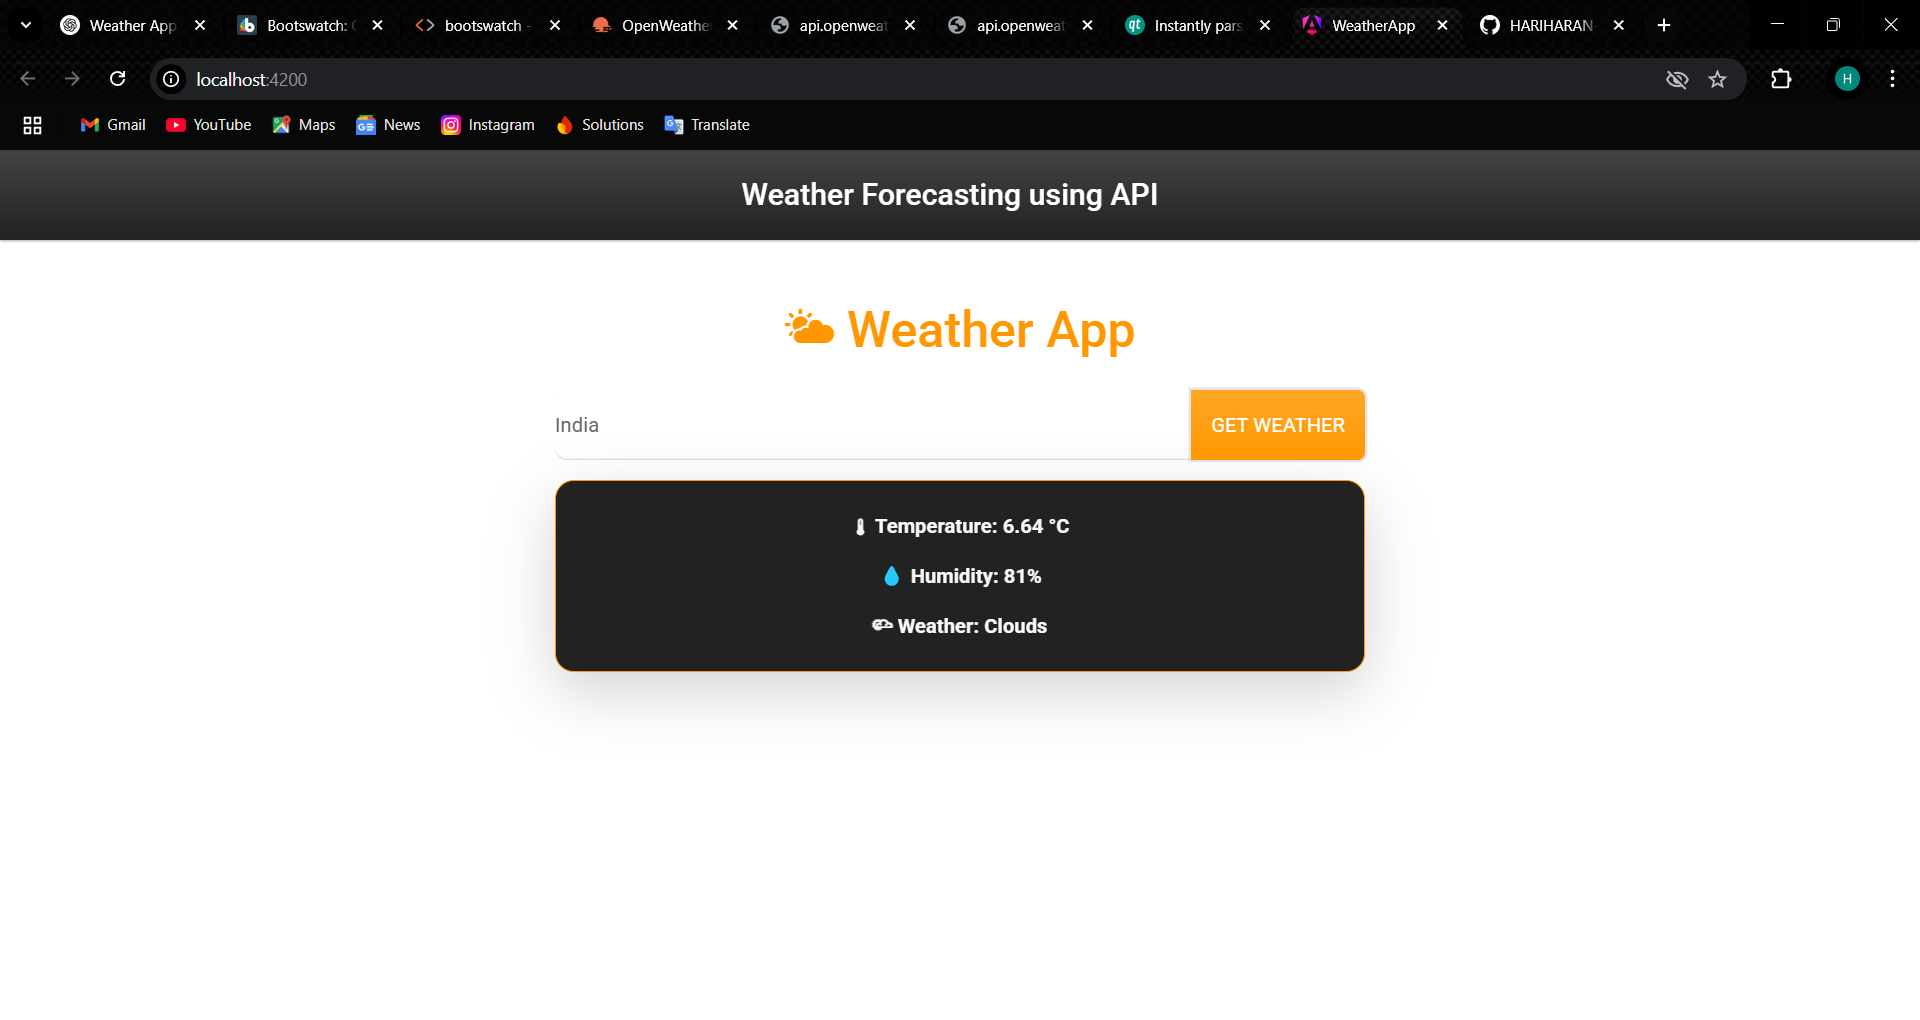 Weather App
Bootswatch: (
bootswatch -
OpenWeathe
api.openweat
api.openweat
Instantly pars
WeatherApp
HARIHARAN-
localhost:4200
H
Gmail
YouTube
Maps
News
Instagram
Solutions
Translate
Weather Forecasting using API
Weather App
India
GET WEATHER
Temperature: 6.64 °C
Humidity: 81%
Weather: Clouds